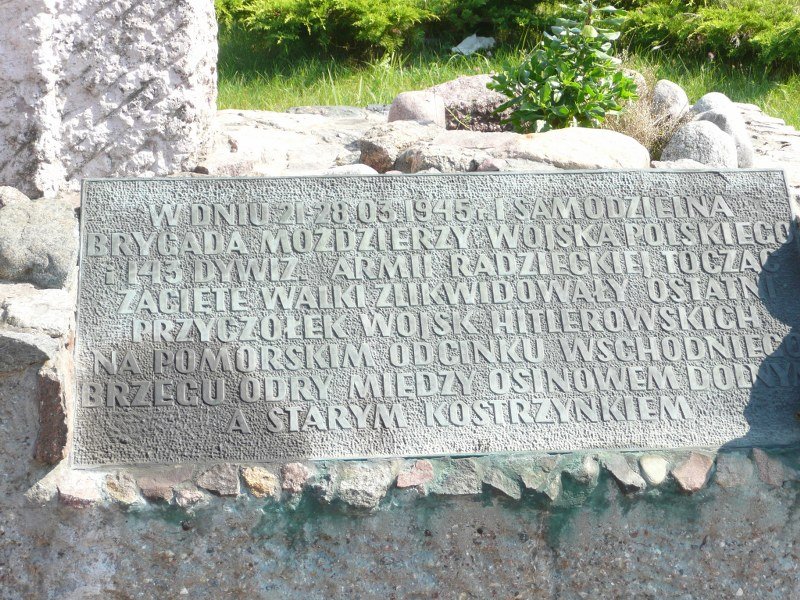 W DNIU 21-28.03.1945 r. I SAMODZIELNA
BRYGADA MOŹDZIERZY WOJSKA POLSKIEGO
i 143 DYWIZ. ARMII RADZIECKIEJ TOCZĄC
ZACIĘTE WALKI ZLIKWIDOWAŁY OSTATNI
PRZYCZÓŁEK WOJSK HITLEROWSKICH
NA POMORSKIM ODCINKU WSCHODNIEGO
BRZEGU ODRY MIĘDZY OSINOWEM DOLNYM
A STARYM KOSTRZYNKIEM